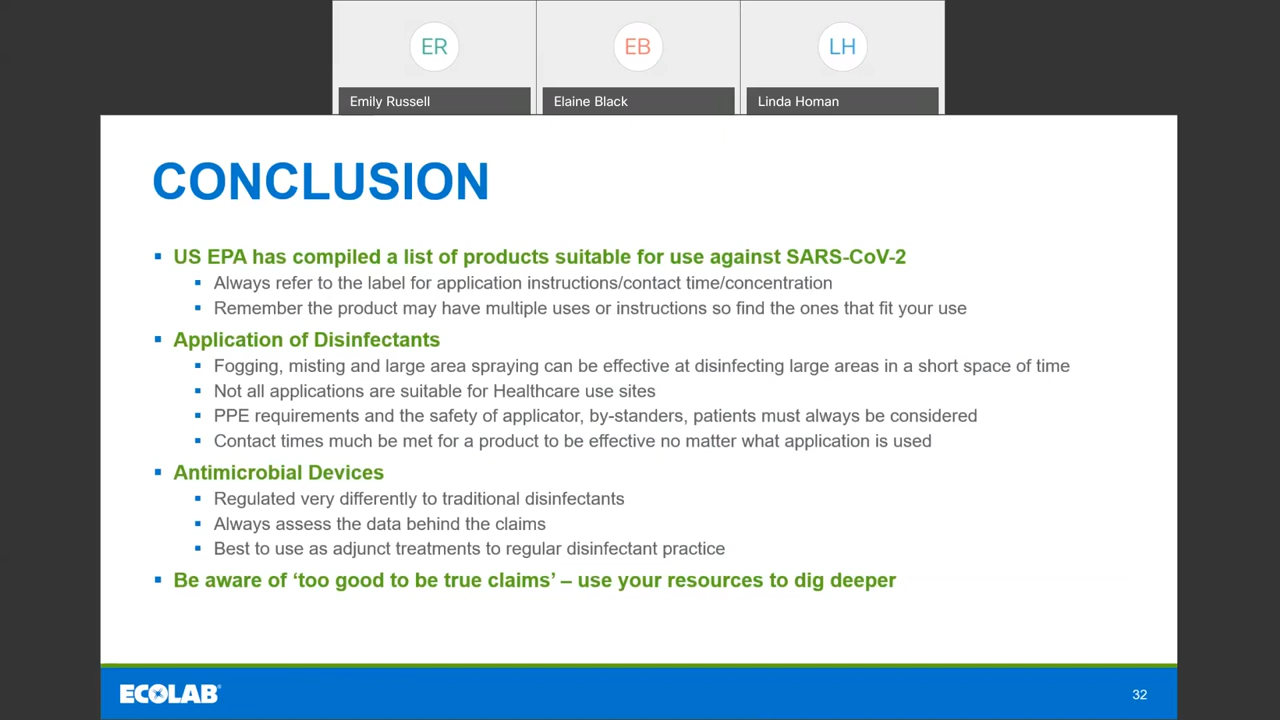 ER
EB
LH
Emily Russell
Elaine Black
Linda Homan
CONCLUSION
US EPA has compiled a list of products suitable for use against SARS-CoV-2
Always refer to the label for application instructions/contact time/concentration
Remember the product may have multiple uses or instructions so find the ones that fit your use
Application of Disinfectants
Fogging, misting and large area spraying can be effective at disinfecting large areas in a short space of time
Not all applications are suitable for Healthcare use sites
PPE requirements and the safety of applicator, by-standers, patients must always be considered
Contact times much be met for a product to be effective no matter what application is used
Antimicrobial Devices
Regulated very differently to traditional disinfectants
Always assess the data behind the claims
Best to use as adjunct treatments to regular disinfectant practice
Be aware of ‘too good to be true claims’ – use your resources to dig deeper
ECOLAB®
32